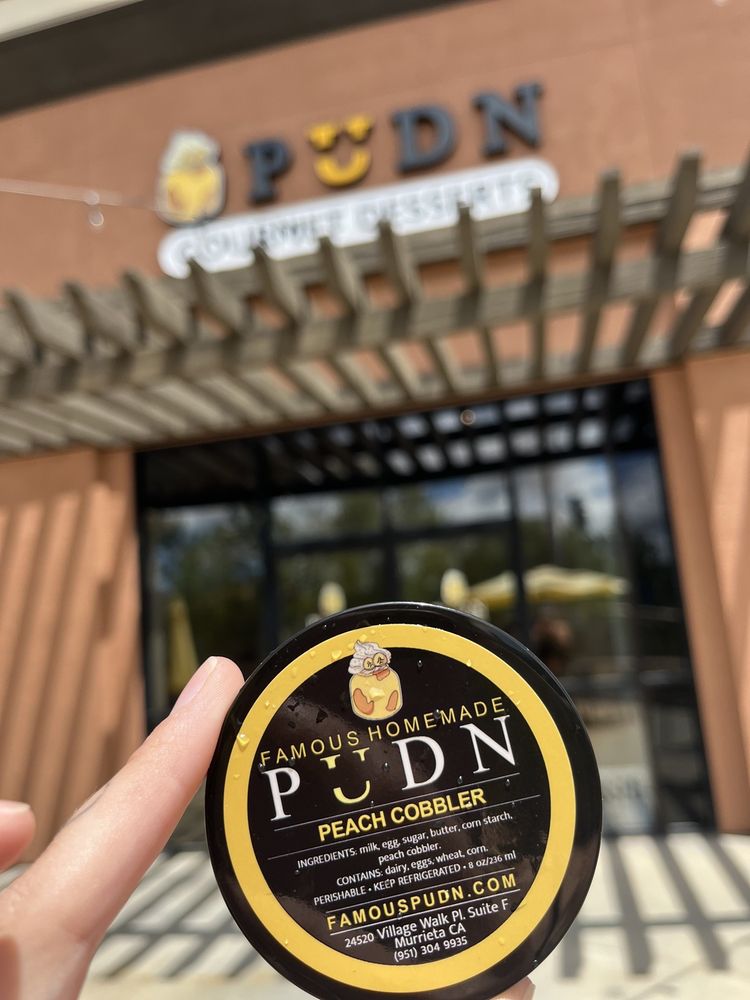 PUDN
GOURMET DESSERTS
FAMOUS HOMEMADE
PUDN
PEACH COBBLER
INGREDIENTS: milk, egg, sugar, butter, corn starch,
peach cobbler.
CONTAINS: dairy, eggs, wheat, corn.
PERISHABLE • KEEP REFRIGERATED • 8 oz/236 ml
FAMOUSPUDN.COM
24520 Village Walk Pl. Suite F
Murrieta CA
(951) 304 9935